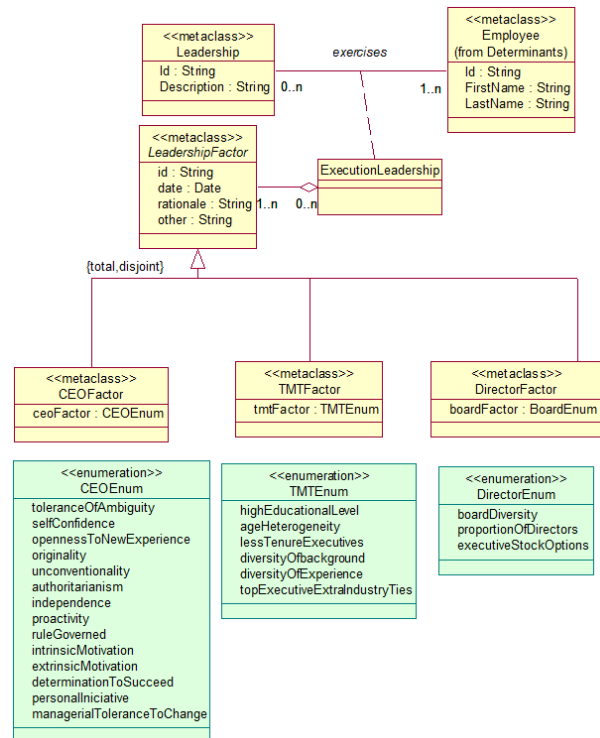 <<metaclass>>
Leadership
Id : String
Description : String
exercises
0..n
1..n
<<metaclass>>
Employee
(from Determinants)
Id : String
FirstName : String
LastName : String
<<metaclass>>
LeadershipFactor
id : String
date : Date
rationale : String
other : String
1..n
0..n
ExecutionLeadership
{total,disjoint}
<<metaclass>>
CEOFactor
ceoFactor : CEOEnum
<<metaclass>>
TMTFactor
tmtFactor : TMTEnum
<<metaclass>>
DirectorFactor
boardFactor : BoardEnum
<<enumeration>>
CEOEnum
toleranceOfAmbiguity
selfConfidence
opennessToNewExperience
originality
unconventionality
authoritarianism
independence
proactivity
ruleGoverned
intrinsicMotivation
extrinsicMotivation
determinationToSucceed
personalIniciative
managerialToleranceToChange
<<enumeration>>
TMTEnum
highEducationalLevel
ageHeterogeneity
lessTenureExecutives
diversityOfbackground
diversityOfExperience
topExecutiveExtraIndustryTies
<<enumeration>>
DirectorEnum
boardDiversity
proportionOfDirectors
executiveStockOptions